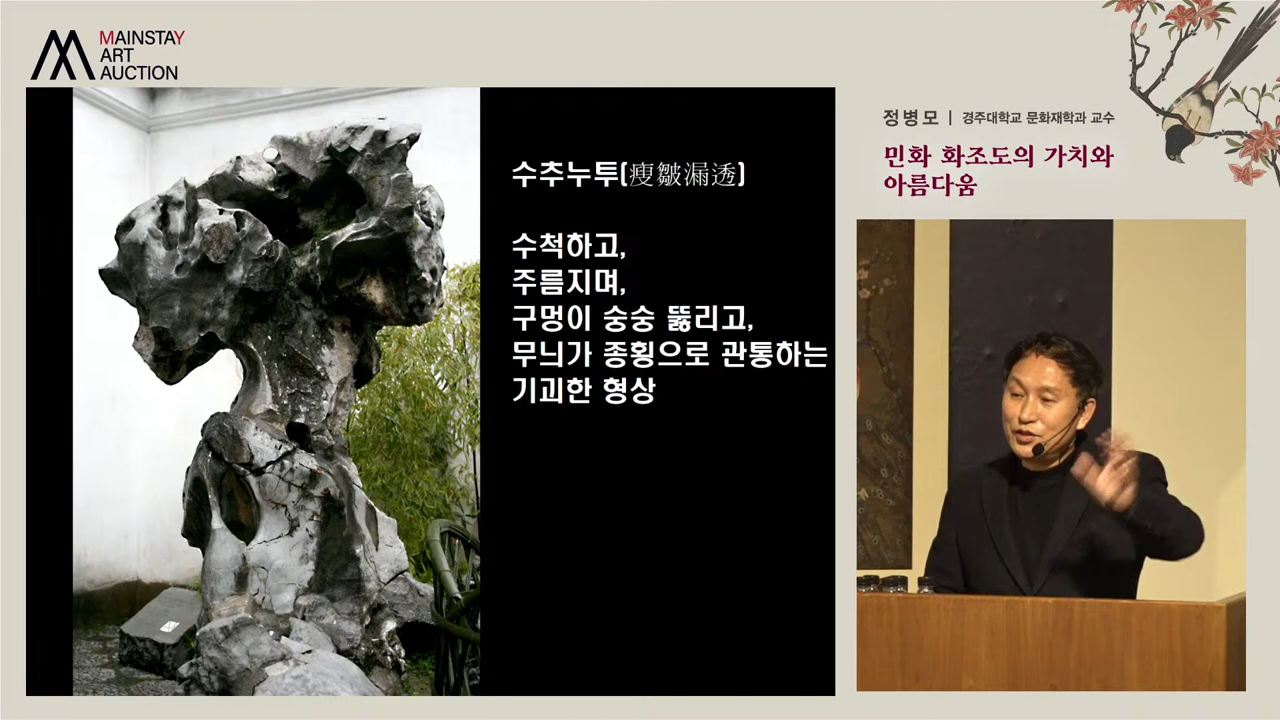 MAINSTAY
ART
AUCTION
정병모 | 경주대학교 문화재학과 교수
민화 화조도의 가치와
아름다움
수추누투(瘦皺漏透)
수척하고,
주름지며,
구멍이 숭숭 뚫리고,
무늬가 종횡으로 관통하는
기괴한 형상